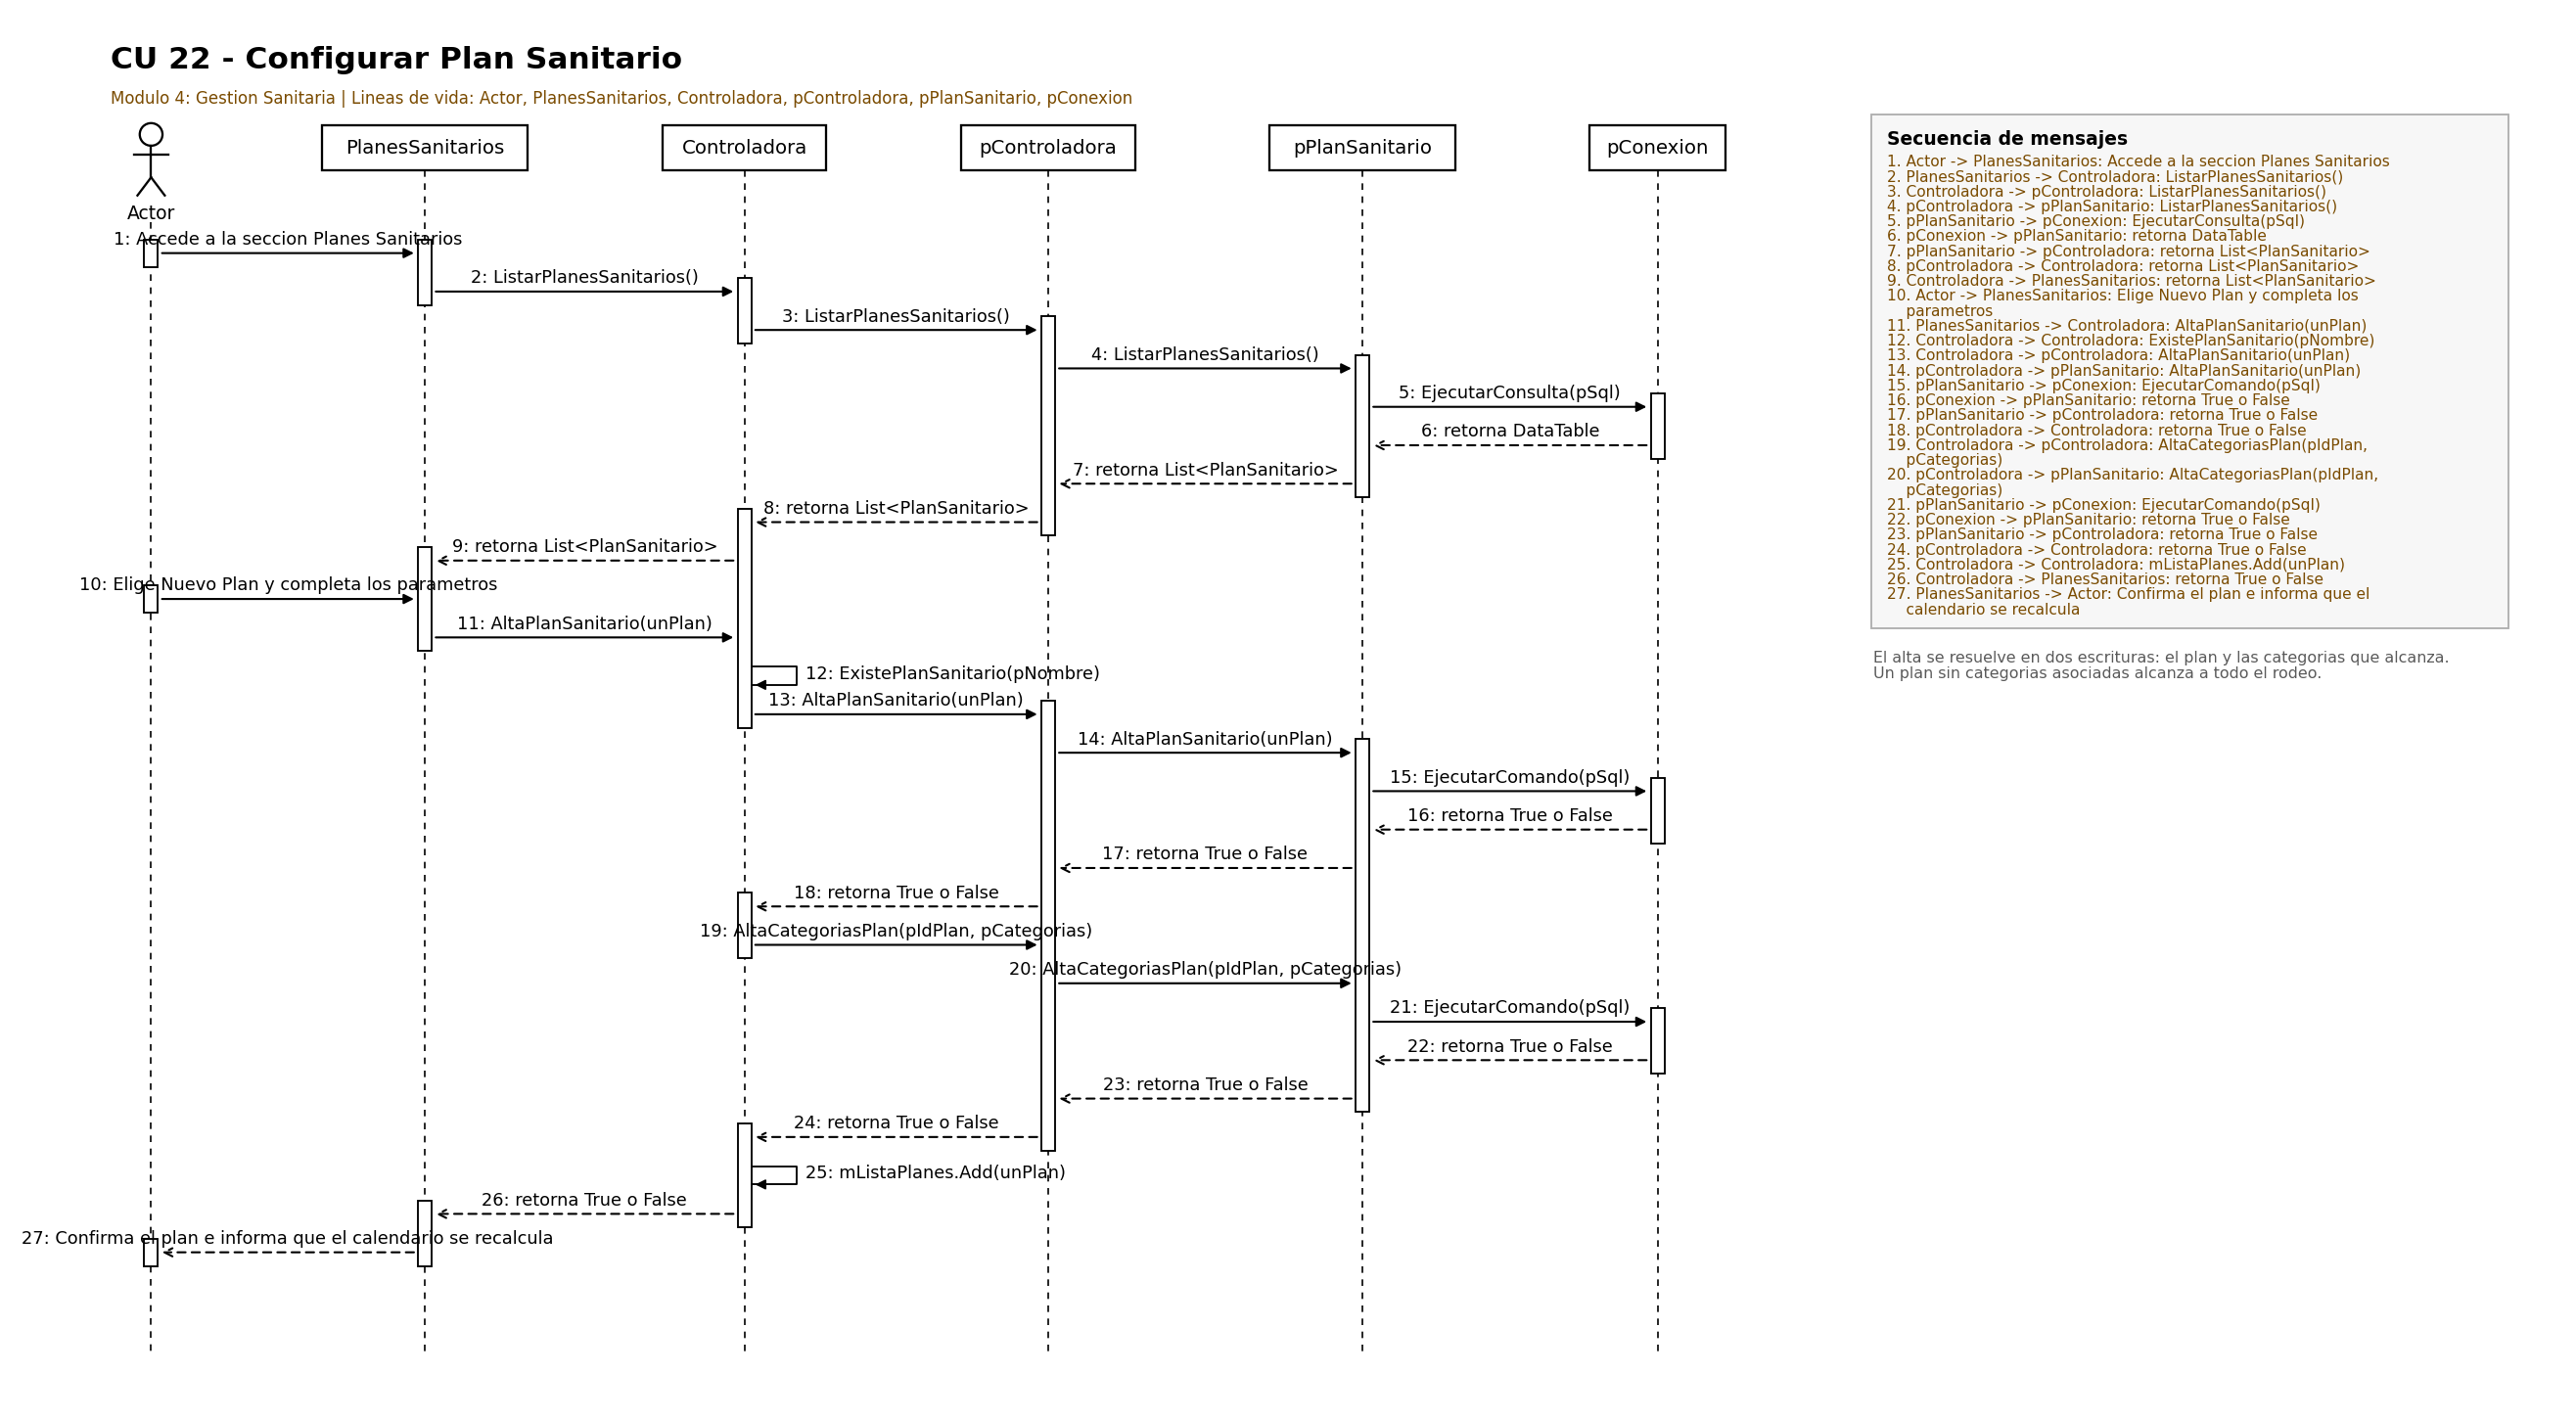 CU 22 - Configurar Plan Sanitario
Modulo 4: Gestion Sanitaria | Lineas de vida: Actor, PlanesSanitarios, Controladora, pControladora, pPlanSanitario, pConexion
Actor
PlanesSanitarios
Controladora
pControladora
pPlanSanitario
pConexion
1: Accede a la seccion Planes Sanitarios
2: ListarPlanesSanitarios()
3: ListarPlanesSanitarios()
4: ListarPlanesSanitarios()
5: EjecutarConsulta(pSql)
6: retorna DataTable
7: retorna List<PlanSanitario>
8: retorna List<PlanSanitario>
9: retorna List<PlanSanitario>
10: Elige Nuevo Plan y completa los parametros
11: AltaPlanSanitario(unPlan)
12: ExistePlanSanitario(pNombre)
13: AltaPlanSanitario(unPlan)
14: AltaPlanSanitario(unPlan)
15: EjecutarComando(pSql)
16: retorna True o False
17: retorna True o False
18: retorna True o False
19: AltaCategoriasPlan(pIdPlan, pCategorias)
20: AltaCategoriasPlan(pIdPlan, pCategorias)
21: EjecutarComando(pSql)
22: retorna True o False
23: retorna True o False
24: retorna True o False
25: mListaPlanes.Add(unPlan)
26: retorna True o False
27: Confirma el plan e informa que el calendario se recalcula
Secuencia de mensajes
1. Actor -> PlanesSanitarios: Accede a la seccion Planes Sanitarios
2. PlanesSanitarios -> Controladora: ListarPlanesSanitarios()
3. Controladora -> pControladora: ListarPlanesSanitarios()
4. pControladora -> pPlanSanitario: ListarPlanesSanitarios()
5. pPlanSanitario -> pConexion: EjecutarConsulta(pSql)
6. pConexion -> pPlanSanitario: retorna DataTable
7. pPlanSanitario -> pControladora: retorna List<PlanSanitario>
8. pControladora -> Controladora: retorna List<PlanSanitario>
9. Controladora -> PlanesSanitarios: retorna List<PlanSanitario>
10. Actor -> PlanesSanitarios: Elige Nuevo Plan y completa los
parametros
11. PlanesSanitarios -> Controladora: AltaPlanSanitario(unPlan)
12. Controladora -> Controladora: ExistePlanSanitario(pNombre)
13. Controladora -> pControladora: AltaPlanSanitario(unPlan)
14. pControladora -> pPlanSanitario: AltaPlanSanitario(unPlan)
15. pPlanSanitario -> pConexion: EjecutarComando(pSql)
16. pConexion -> pPlanSanitario: retorna True o False
17. pPlanSanitario -> pControladora: retorna True o False
18. pControladora -> Controladora: retorna True o False
19. Controladora -> pControladora: AltaCategoriasPlan(pIdPlan,
pCategorias)
20. pControladora -> pPlanSanitario: AltaCategoriasPlan(pIdPlan,
pCategorias)
21. pPlanSanitario -> pConexion: EjecutarComando(pSql)
22. pConexion -> pPlanSanitario: retorna True o False
23. pPlanSanitario -> pControladora: retorna True o False
24. pControladora -> Controladora: retorna True o False
25. Controladora -> Controladora: mListaPlanes.Add(unPlan)
26. Controladora -> PlanesSanitarios: retorna True o False
27. PlanesSanitarios -> Actor: Confirma el plan e informa que el
calendario se recalcula
El alta se resuelve en dos escrituras: el plan y las categorias que alcanza.
Un plan sin categorias asociadas alcanza a todo el rodeo.